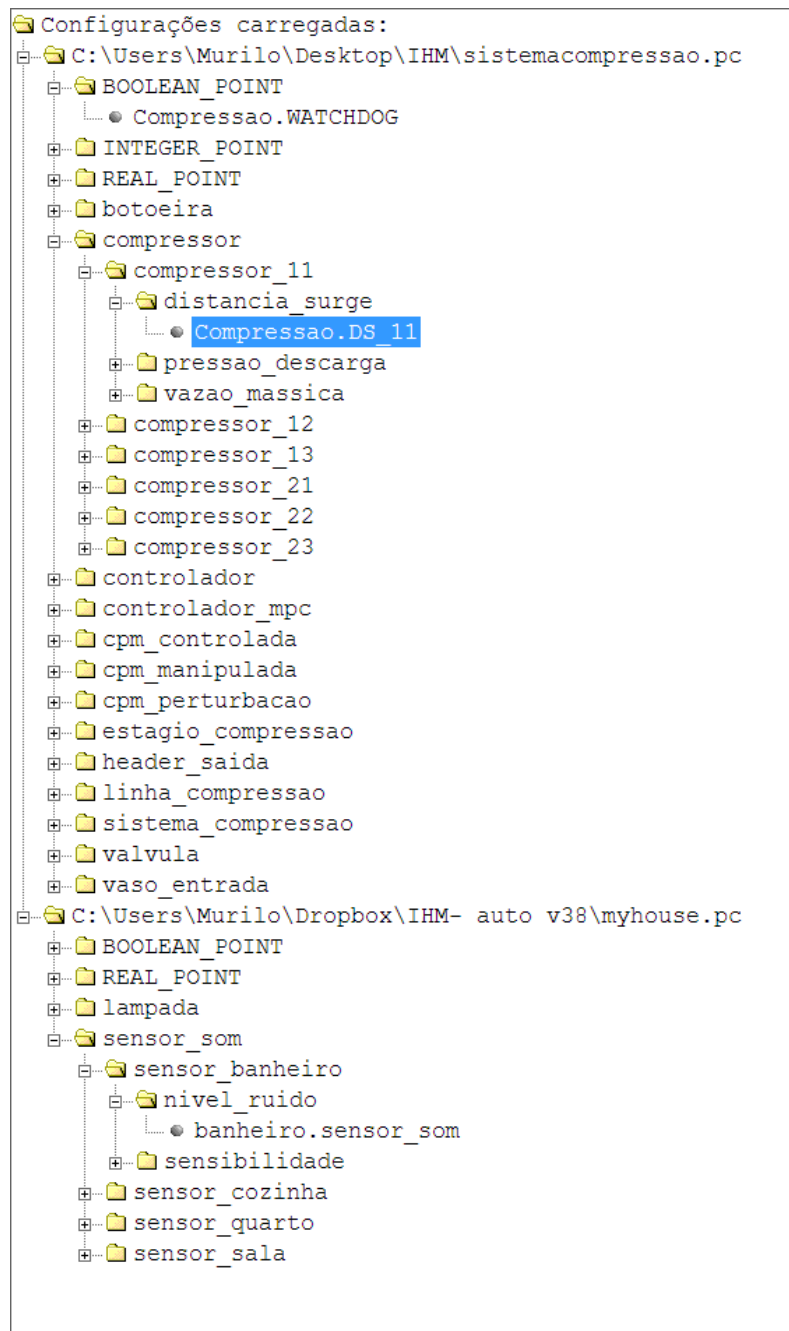 Configurações carregadas:
C:\Users\Murilo\Desktop\IHM\sistemacompressao.pc
BOOLEAN_POINT
Compressao.WATCHDOG
INTEGER_POINT
REAL_POINT
botoeira
compressor
compressor_11
distancia_surge
Compressao.DS_11
pressao_descarga
vazao_massica
compressor_12
compressor_13
compressor_21
compressor_22
compressor_23
controlador
controlador_mpc
cpm_controlada
cpm_manipulada
cpm_perturbacao
estagio_compressao
header_saida
linha_compressao
sistema_compressao
valvula
vaso_entrada
C:\Users\Murilo\Dropbox\IHM- auto v38\myhouse.pc
BOOLEAN_POINT
REAL_POINT
lampada
sensor_som
sensor_banheiro
nivel_ruido
banheiro.sensor_som
sensibilidade
sensor_cozinha
sensor_quarto
sensor_sala